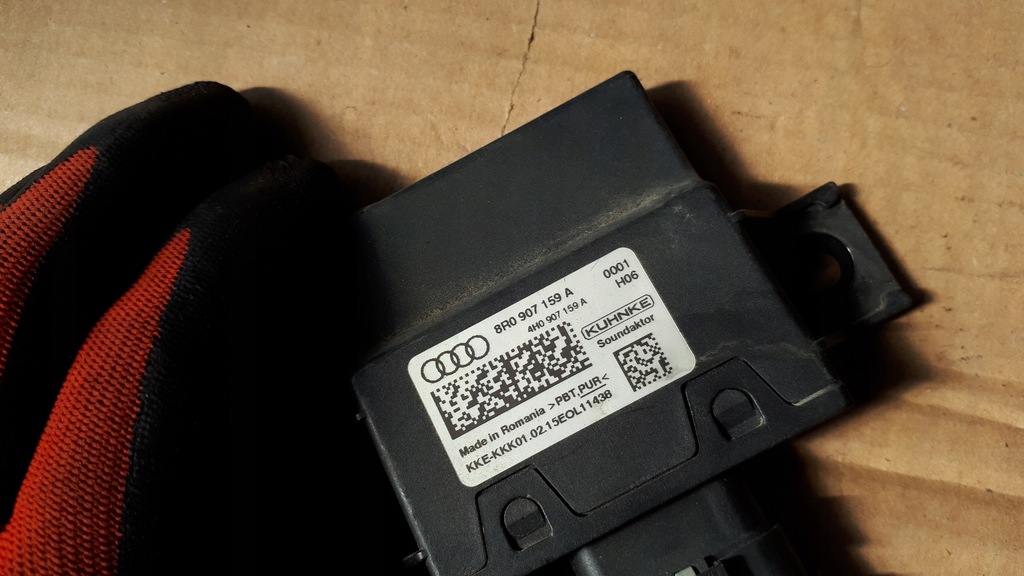 8R0 907 159 A 0001
4H0 907 159 A H06
KUHNKE
Soundaktor
Made in Romania >PBT,PUR<
KKE-KKK01.02.15EOL11438